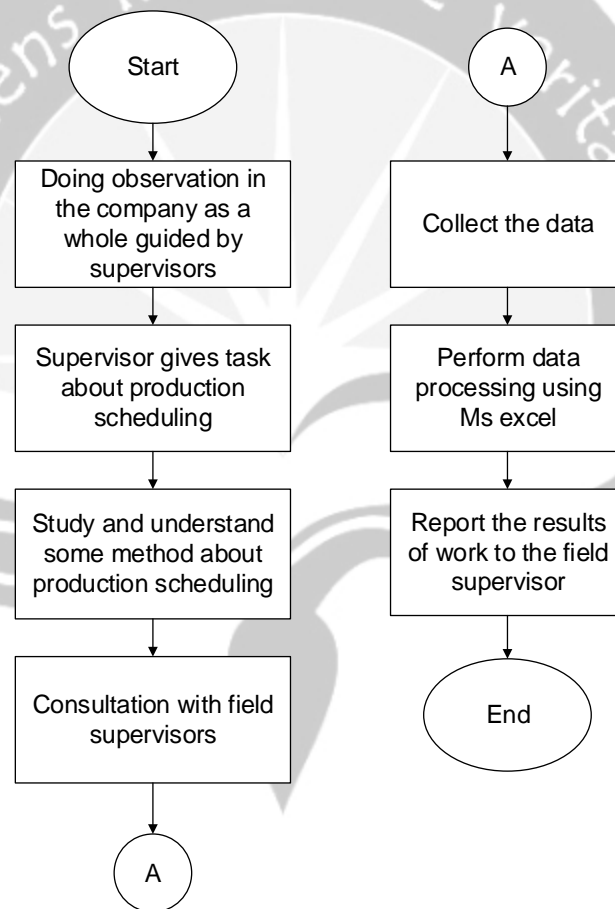 Start
Doing observation in
the company as a
whole guided by
supervisors
Supervisor gives task
about production
scheduling
Study and understand
some method about
production scheduling
Consultation with field
supervisors
A
A
Collect the data
Perform data
processing using
Ms excel
Report the results
of work to the field
supervisor
End